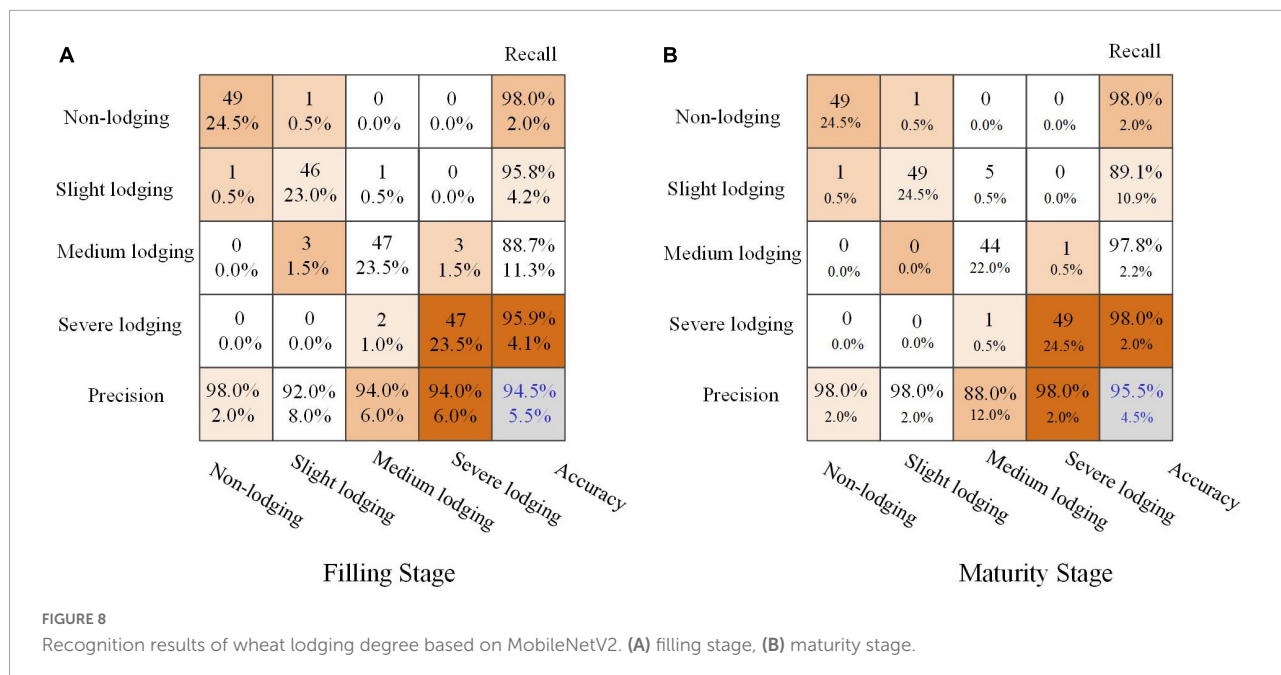 A
Recall
Non-lodging
49 1 0 0 98.0%
24.5% 0.5% 0.0% 0.0% 2.0%
Slight lodging
1 46 1 0 95.8%
0.5% 23.0% 0.5% 0.0% 4.2%
Medium lodging
0 3 47 3 88.7%
0.0% 1.5% 23.5% 1.5% 11.3%
Severe lodging
0 0 2 47 95.9%
0.0% 0.0% 1.0% 23.5% 4.1%
Precision
98.0% 92.0% 94.0% 94.0% 94.5%
2.0% 8.0% 6.0% 6.0% 5.5%
Non-lodging
Slight lodging
Medium lodging
Severe lodging
Accuracy
Filling Stage
B
Recall
Non-lodging
49 1 0 0 98.0%
24.5% 0.5% 0.0% 0.0% 2.0%
Slight lodging
1 49 5 0 89.1%
0.5% 24.5% 0.5% 0.0% 10.9%
Medium lodging
0 0 44 1 97.8%
0.0% 0.0% 22.0% 0.5% 2.2%
Severe lodging
0 0 1 49 98.0%
0.0% 0.0% 0.5% 24.5% 2.0%
Precision
98.0% 98.0% 88.0% 98.0% 95.5%
2.0% 2.0% 12.0% 2.0% 4.5%
Non-lodging
Slight lodging
Medium lodging
Severe lodging
Accuracy
Maturity Stage
FIGURE 8
Recognition results of wheat lodging degree based on MobileNetV2. (A) filling stage, (B) maturity stage.